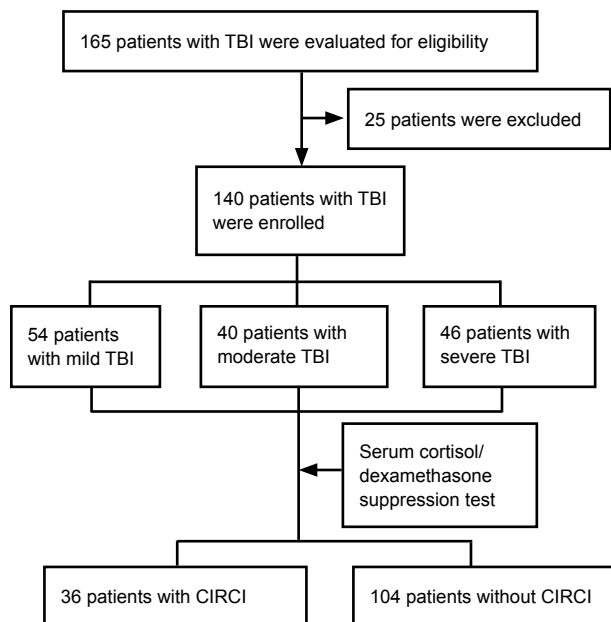 165 patients with TBI were evaluated for eligibility
25 patients were excluded
140 patients with TBI
were enrolled
54 patients
with mild TBI
40 patients with
moderate TBI
46 patients with
severe TBI
Serum cortisol/
dexamethasone
suppression test
36 patients with CIRCI
104 patients without CIRCI